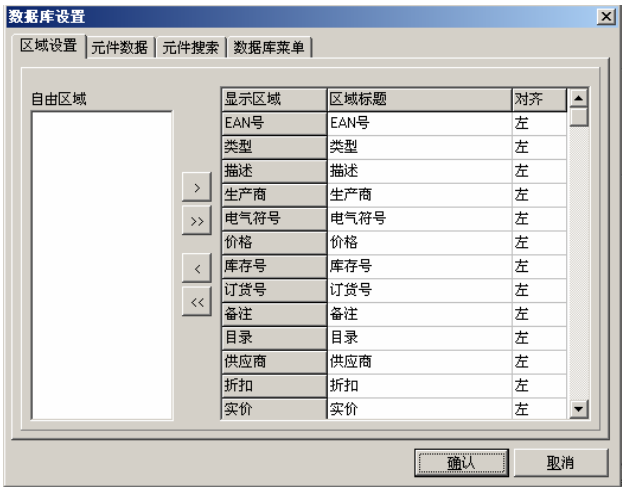 数据库设置
区域设置 元件数据 元件搜索 数据库菜单
自由区域 显示区域 区域标题 对齐
EAN号 EAN号 左
类型 类型 左
描述 描述 左
> 生产商 生产商 左
>> 电气符号 电气符号 左
价格 价格 左
< 库存号 库存号 左
<< 订货号 订货号 左
备注 备注 左
目录 目录 左
供应商 供应商 左
折扣 折扣 左
实价 实价 左
确认 取消